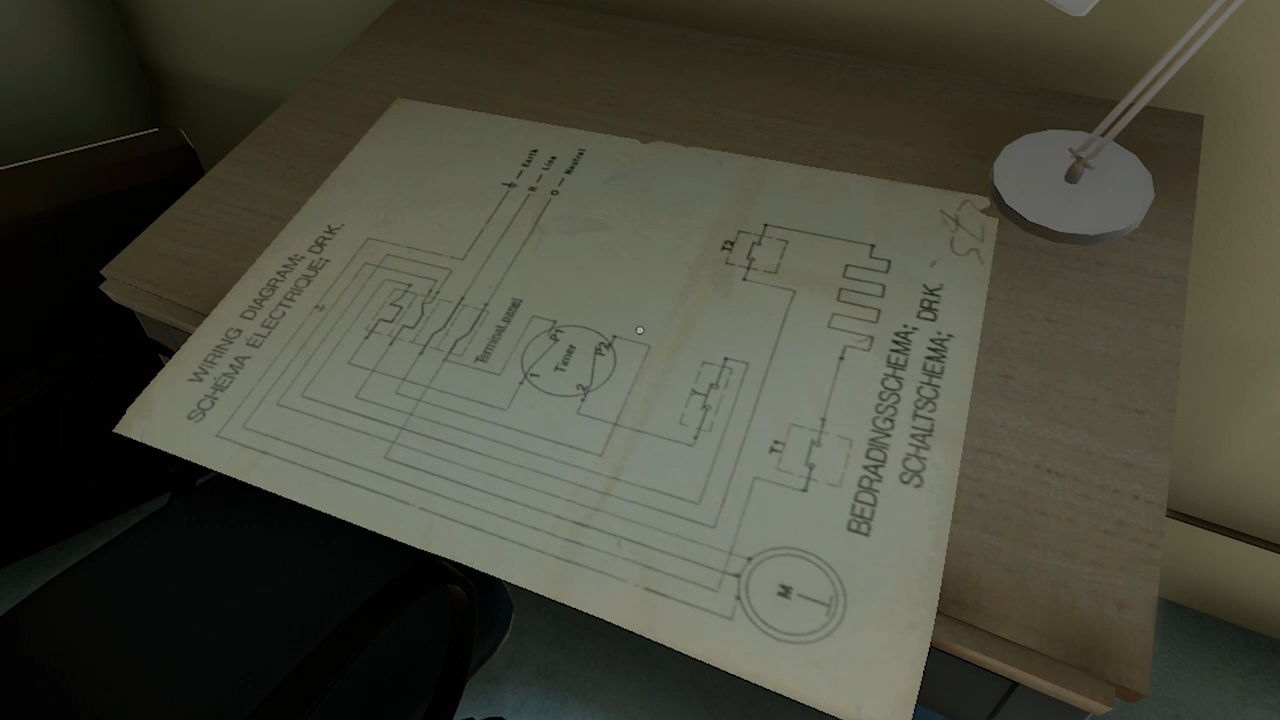 WIRING DIAGRAM; DR.K.
SCHÉMA ÉLECTRIQUE; DR.K.
Earth
R — Line
O — Neutral
Terminal panel
P1
Timer
1
P2
2
T2
T1
M
BEDRADINGSSCHEMA;
SCHALTSCHEMA; DR.K.